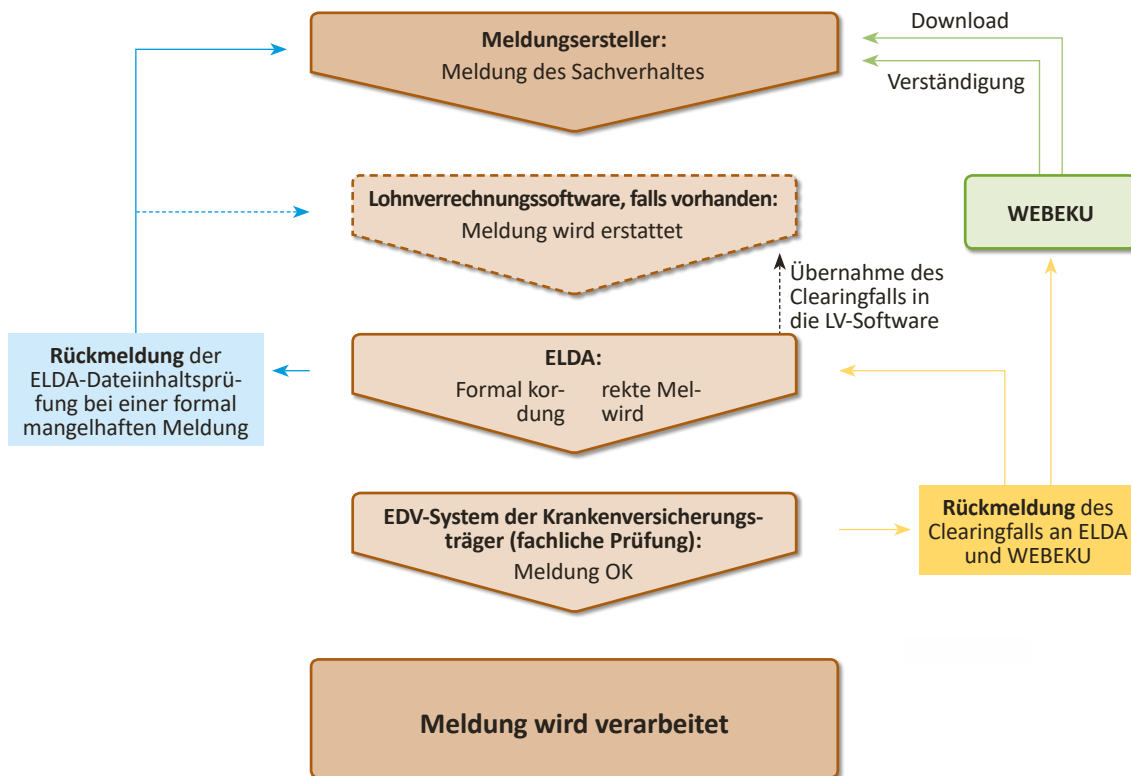 Download
Meldungsersteller:
Meldung des Sachverhaltes
Verständigung
Lohnverrechnungssoftware, falls vorhanden:
Meldung wird erstattet
WEBEKU
Übernahme des
Clearingfalls in
die LV-Software
Rückmeldung der
ELDA-Dateiinhaltsprü-
fung bei einer formal
mangelhaften Meldung
ELDA:
Formal kor- rekte Mel-
dung wird
EDV-System der Krankenversicherungs-
träger (fachliche Prüfung):
Meldung OK
Rückmeldung des
Clearingfalls an ELDA
und WEBEKU
Meldung wird verarbeitet